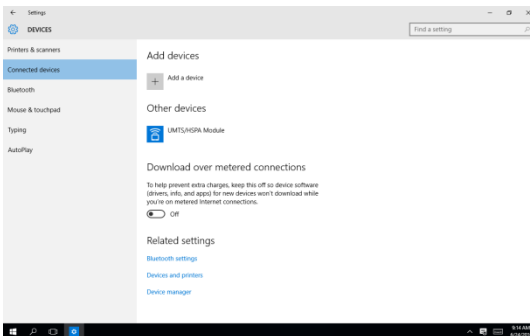 Settings
DEVICES
Find a setting
Printers & scanners
Connected devices
Bluetooth
Mouse & touchpad
Typing
AutoPlay
Add devices
Add a device
Other devices
UMTS/HSPA Module
Download over metered connections
To help prevent extra charges, keep this off so device software
(drivers, info, and apps) for new devices won't download while
you're on metered Internet connections.
Off
Related settings
Bluetooth settings
Devices and printers
Device manager
9:14 AM